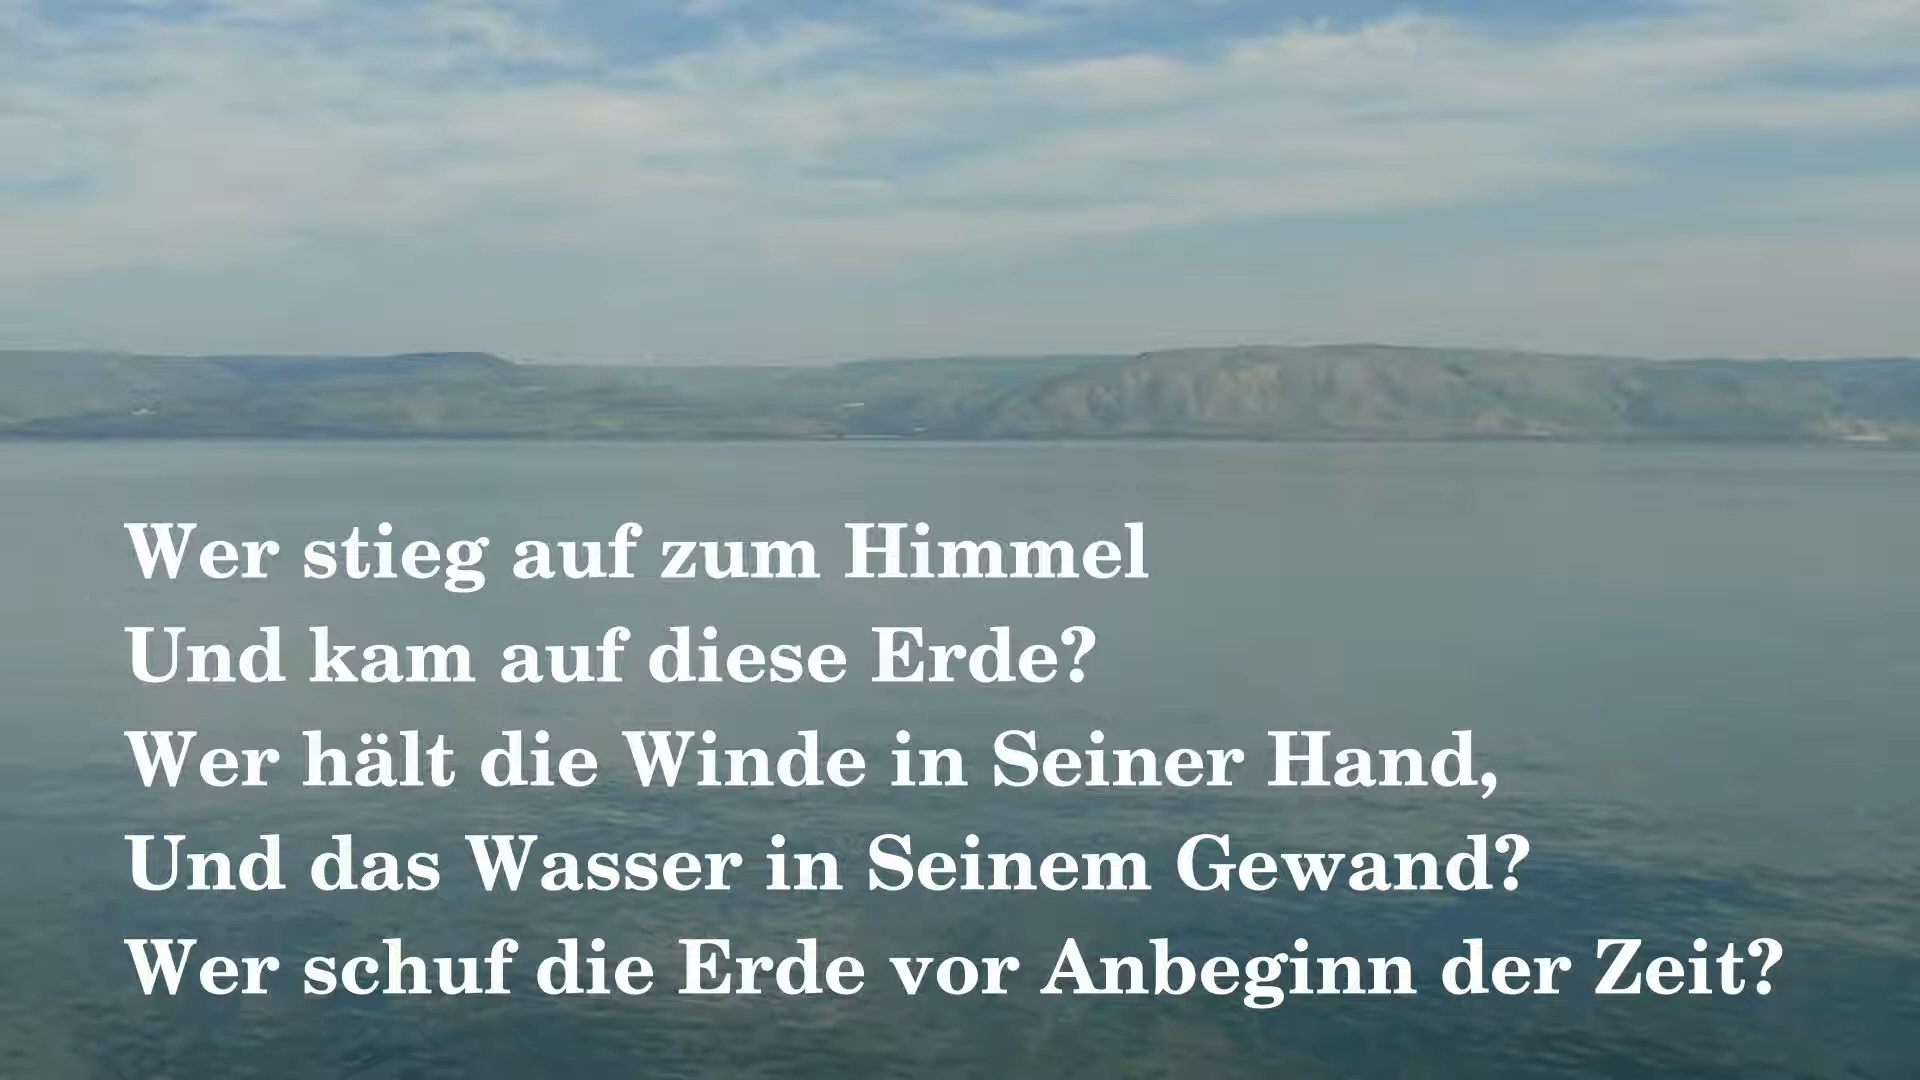 Wer stieg auf zum Himmel
Und kam auf diese Erde?
Wer hält die Winde in Seiner Hand,
Und das Wasser in Seinem Gewand?
Wer schuf die Erde vor Anbeginn der Zeit?